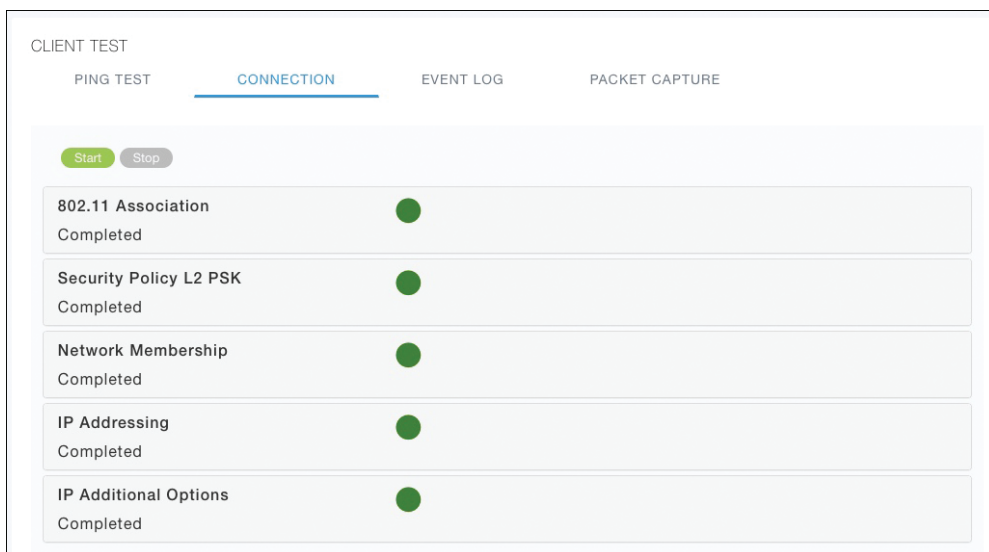 CLIENT TEST
PING TEST CONNECTION EVENT LOG PACKET CAPTURE
Start Stop
802.11 Association
Completed
Security Policy L2 PSK
Completed
Network Membership
Completed
IP Addressing
Completed
IP Additional Options
Completed